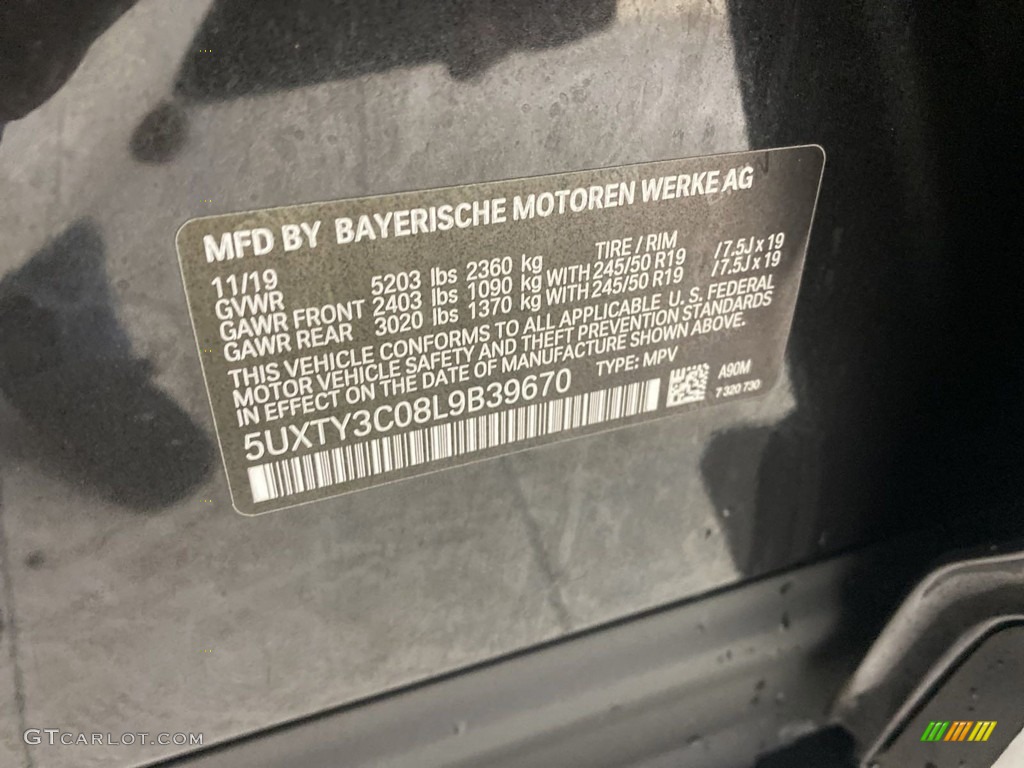 MFD BY BAYERISCHE MOTOREN WERKE AG
11/19 TIRE / RIM
GVWR 5203 lbs 2360 kg
GAWR FRONT 2403 lbs 1090 kg WITH 245/50 R19 / 7.5J x 19
GAWR REAR 3020 lbs 1370 kg WITH 245/50 R19 / 7.5J x 19
THIS VEHICLE CONFORMS TO ALL APPLICABLE U. S. FEDERAL
MOTOR VEHICLE SAFETY AND THEFT PREVENTION STANDARDS
IN EFFECT ON THE DATE OF MANUFACTURE SHOWN ABOVE.
5UXTY3C08L9B39670 TYPE: MPV
A90M
7 320 730
GTCARLOT.COM